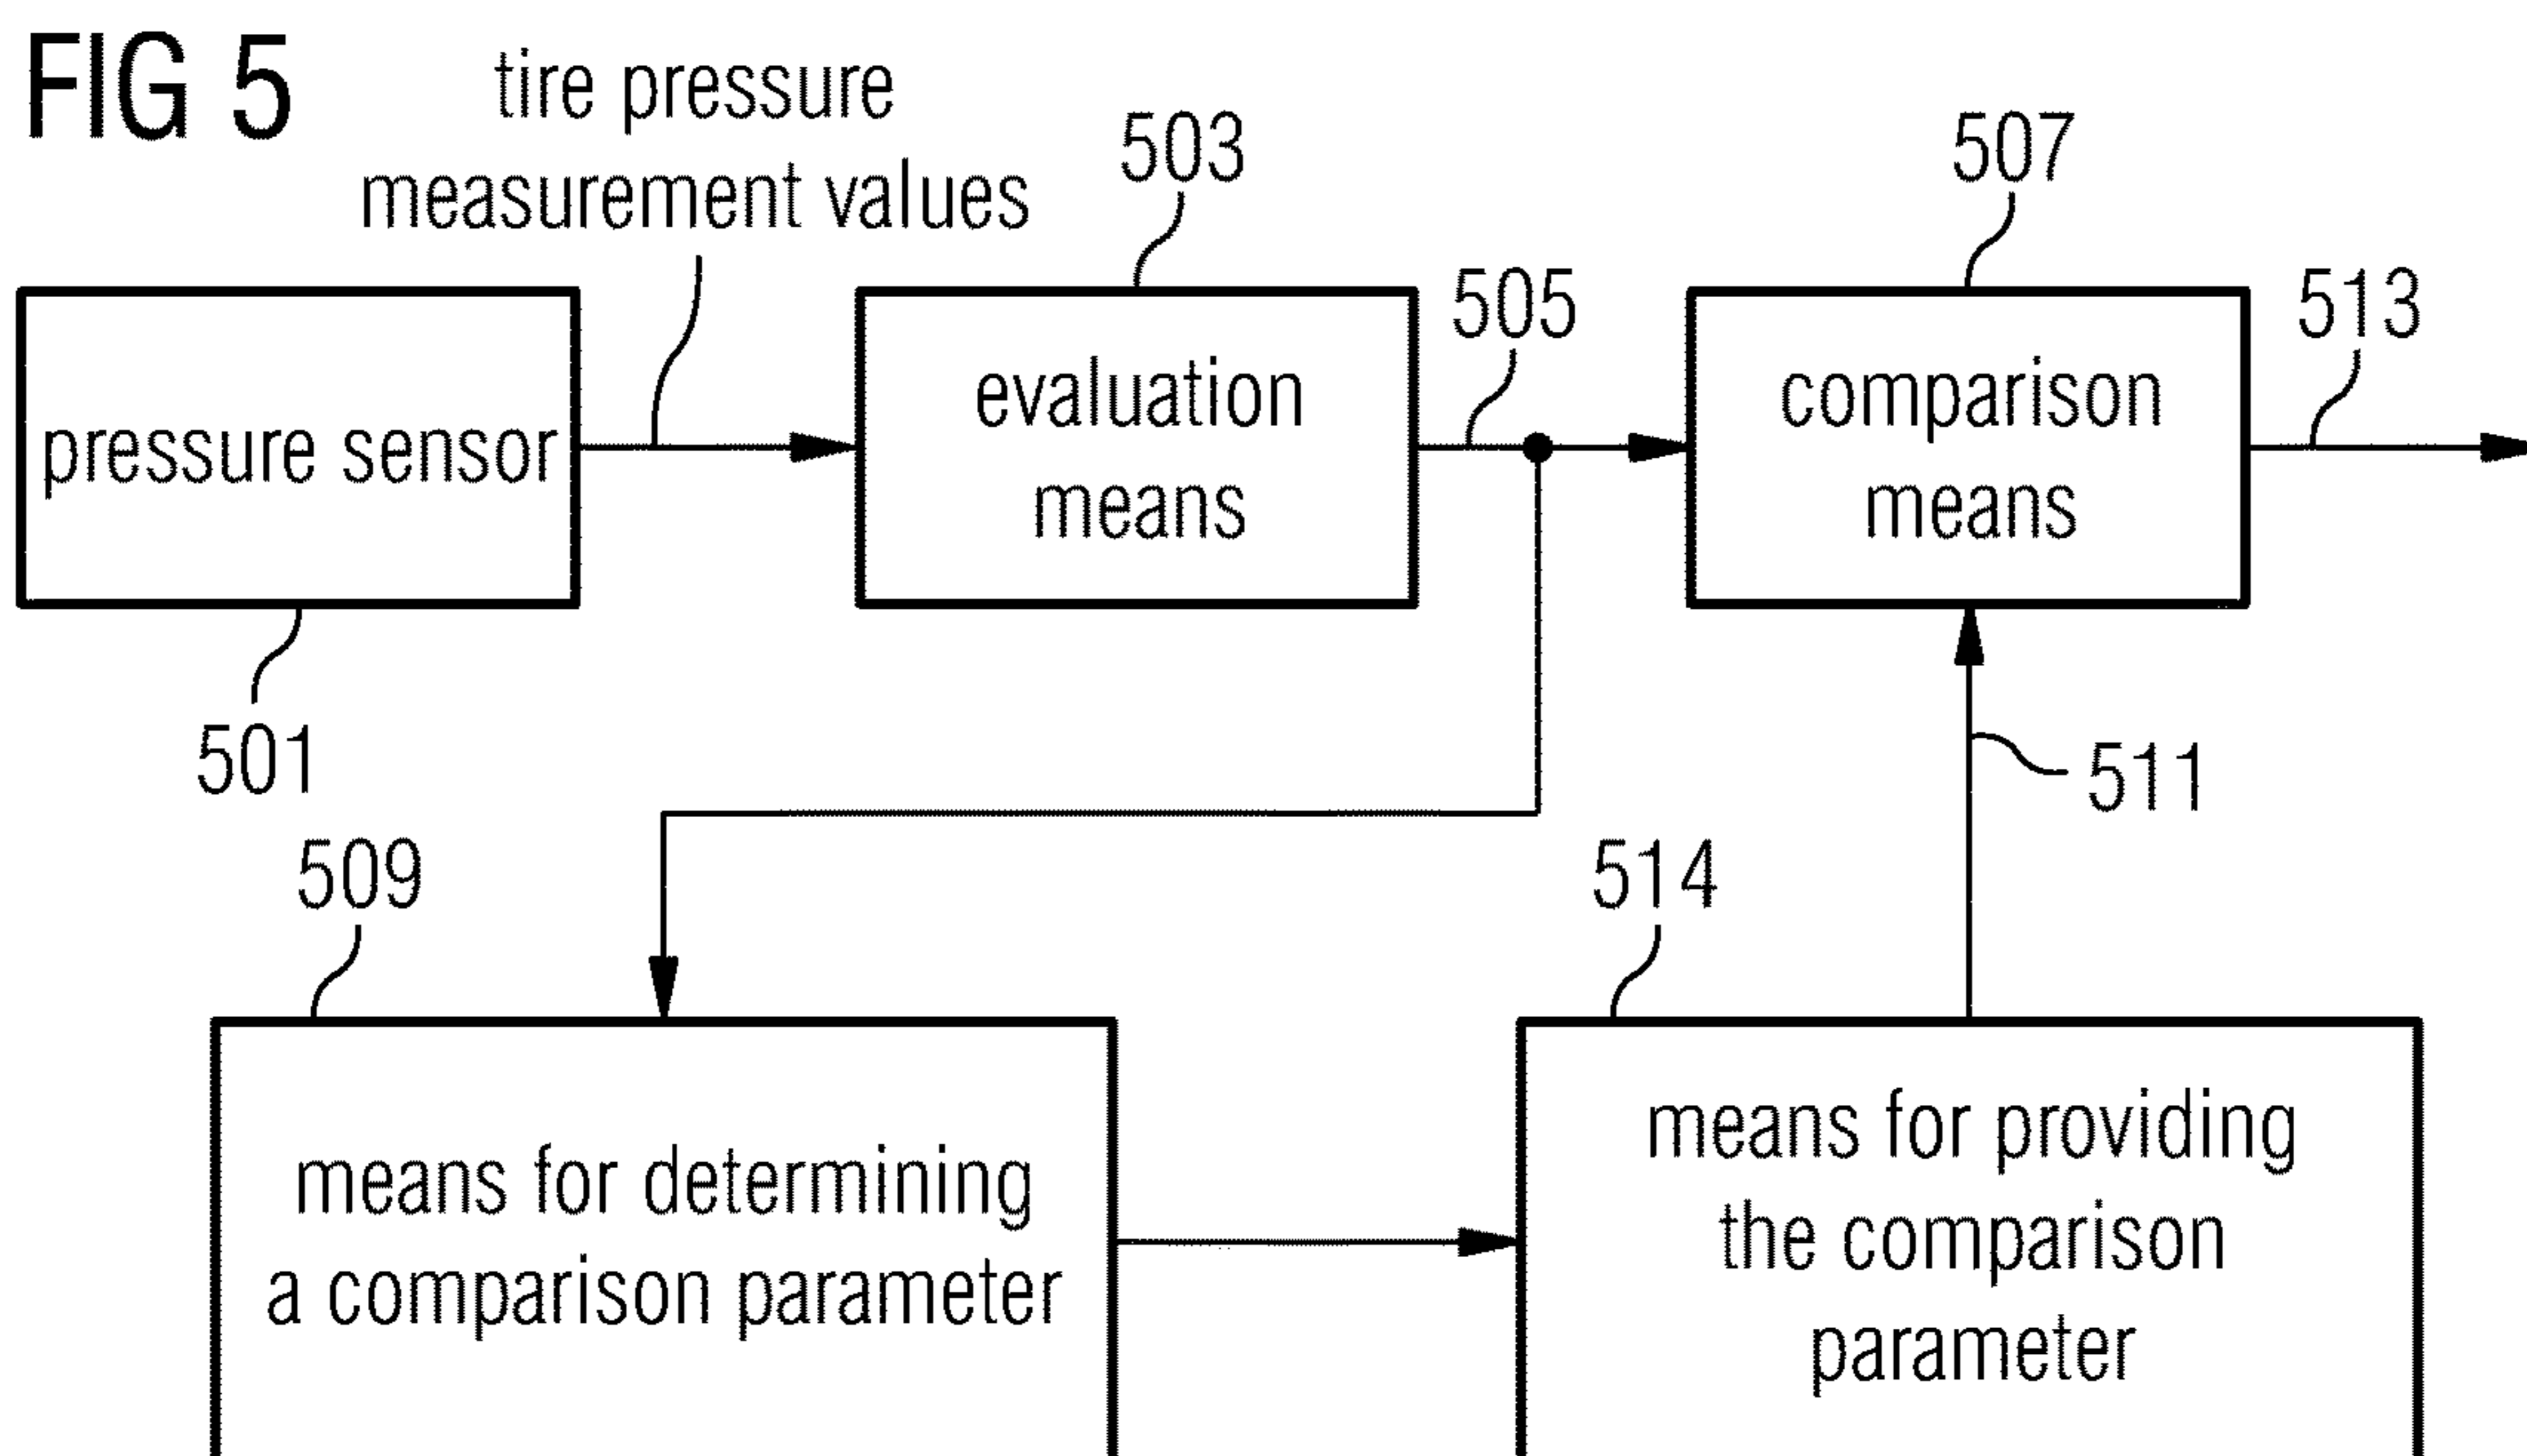 FIG 5
tire pressure
measurement values
503
507
505
513
pressure sensor
evaluation
means
comparison
means
501
511
509
514
means for determining
a comparison parameter
means for providing
the comparison
parameter